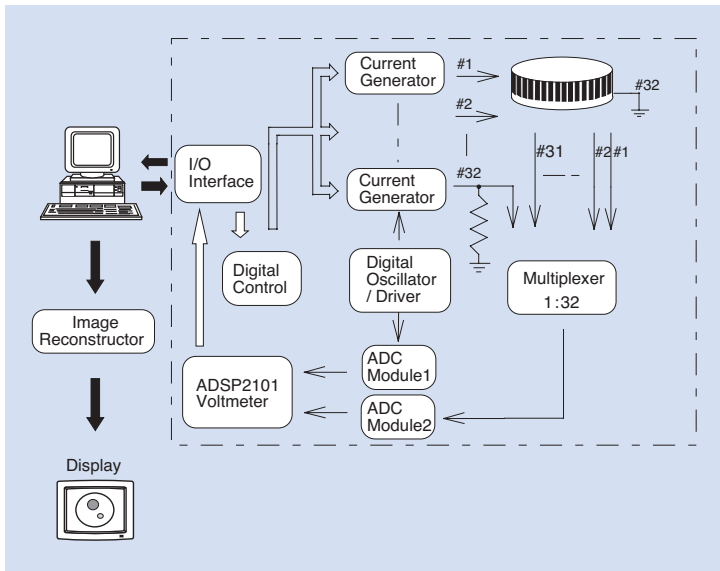 Current
Generator
#1
#32
#2
I/O
Interface
#31
#2
#1
#32
Current
Generator
Digital
Control
Digital
Oscillator
/ Driver
Multiplexer
1:32
Image
Reconstructor
ADC
Module1
ADSP2101
Voltmeter
ADC
Module2
Display